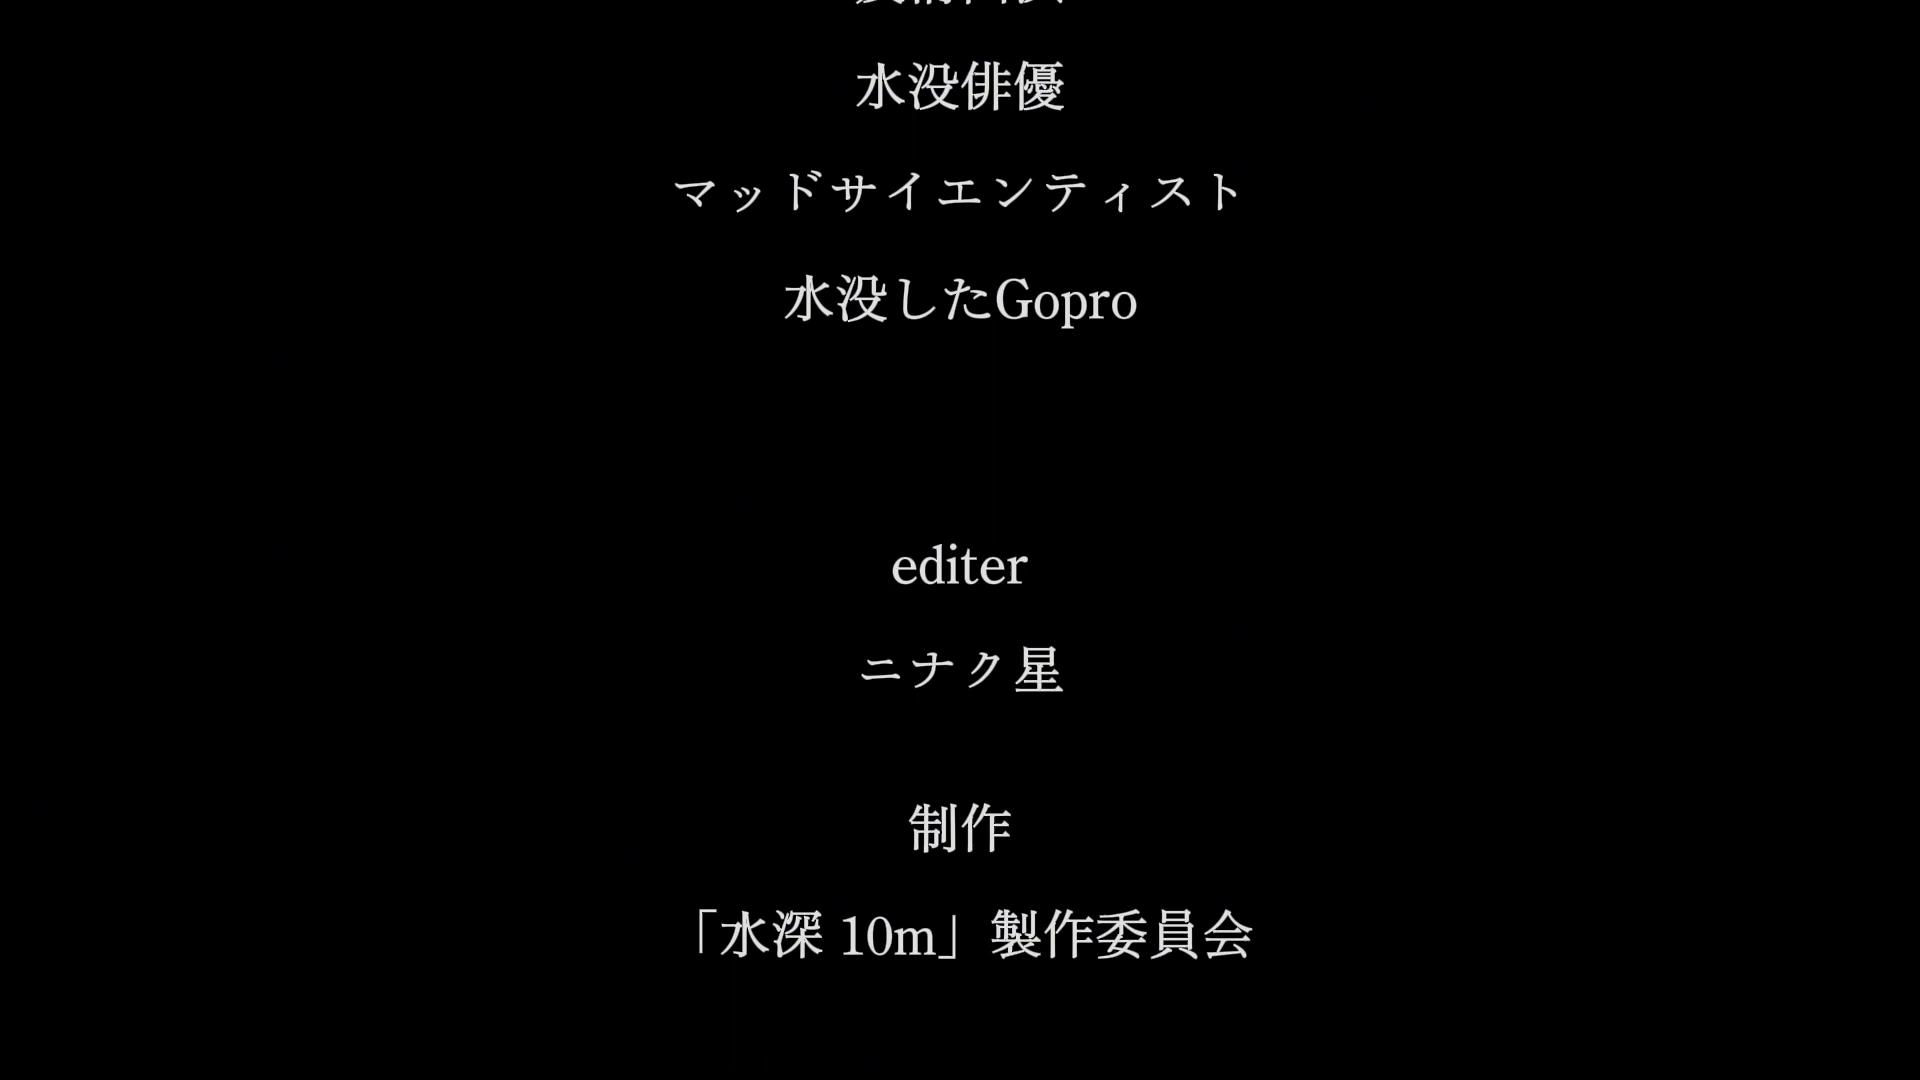 水没俳優
マッドサイエンティスト
水没したGopro
editer
ニナク星
制作
「水深 10m」製作委員会